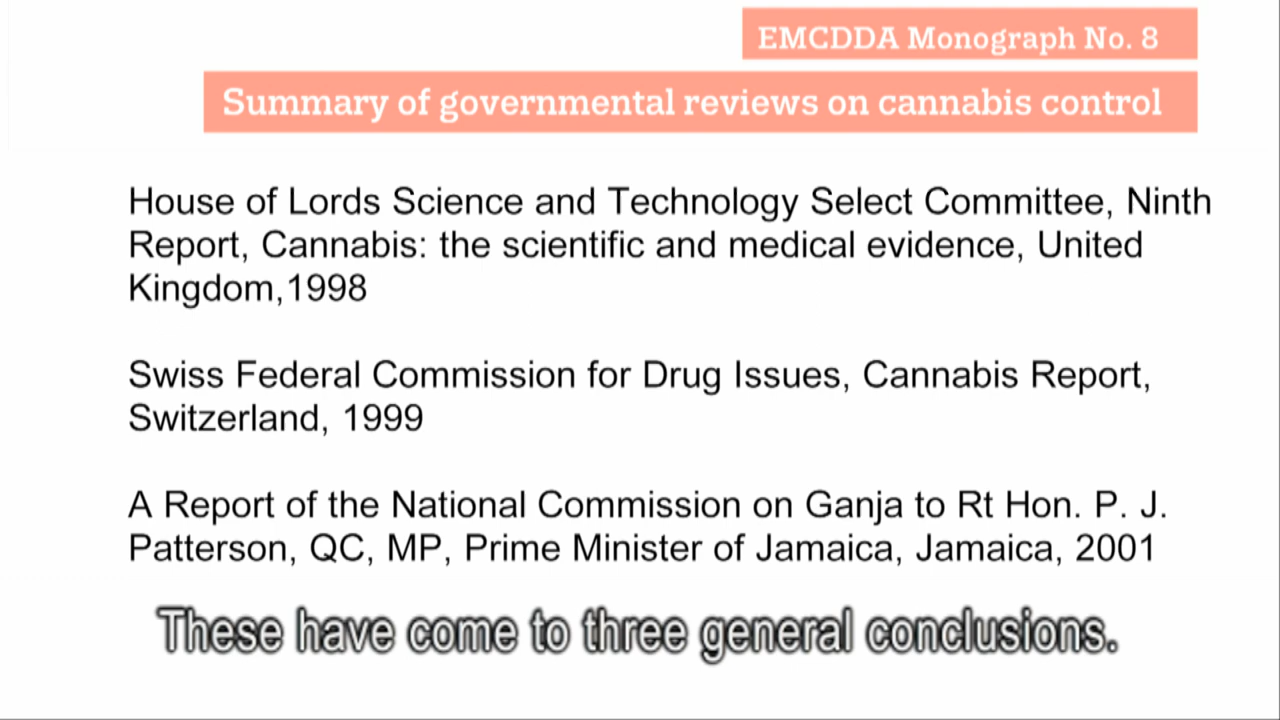 EMCDDA Monograph No. 8
Summary of governmental reviews on cannabis control
House of Lords Science and Technology Select Committee, Ninth
Report, Cannabis: the scientific and medical evidence, United
Kingdom,1998
Swiss Federal Commission for Drug Issues, Cannabis Report,
Switzerland, 1999
A Report of the National Commission on Ganja to Rt Hon. P. J.
Patterson, QC, MP, Prime Minister of Jamaica, Jamaica, 2001
These have come to three general conclusions.